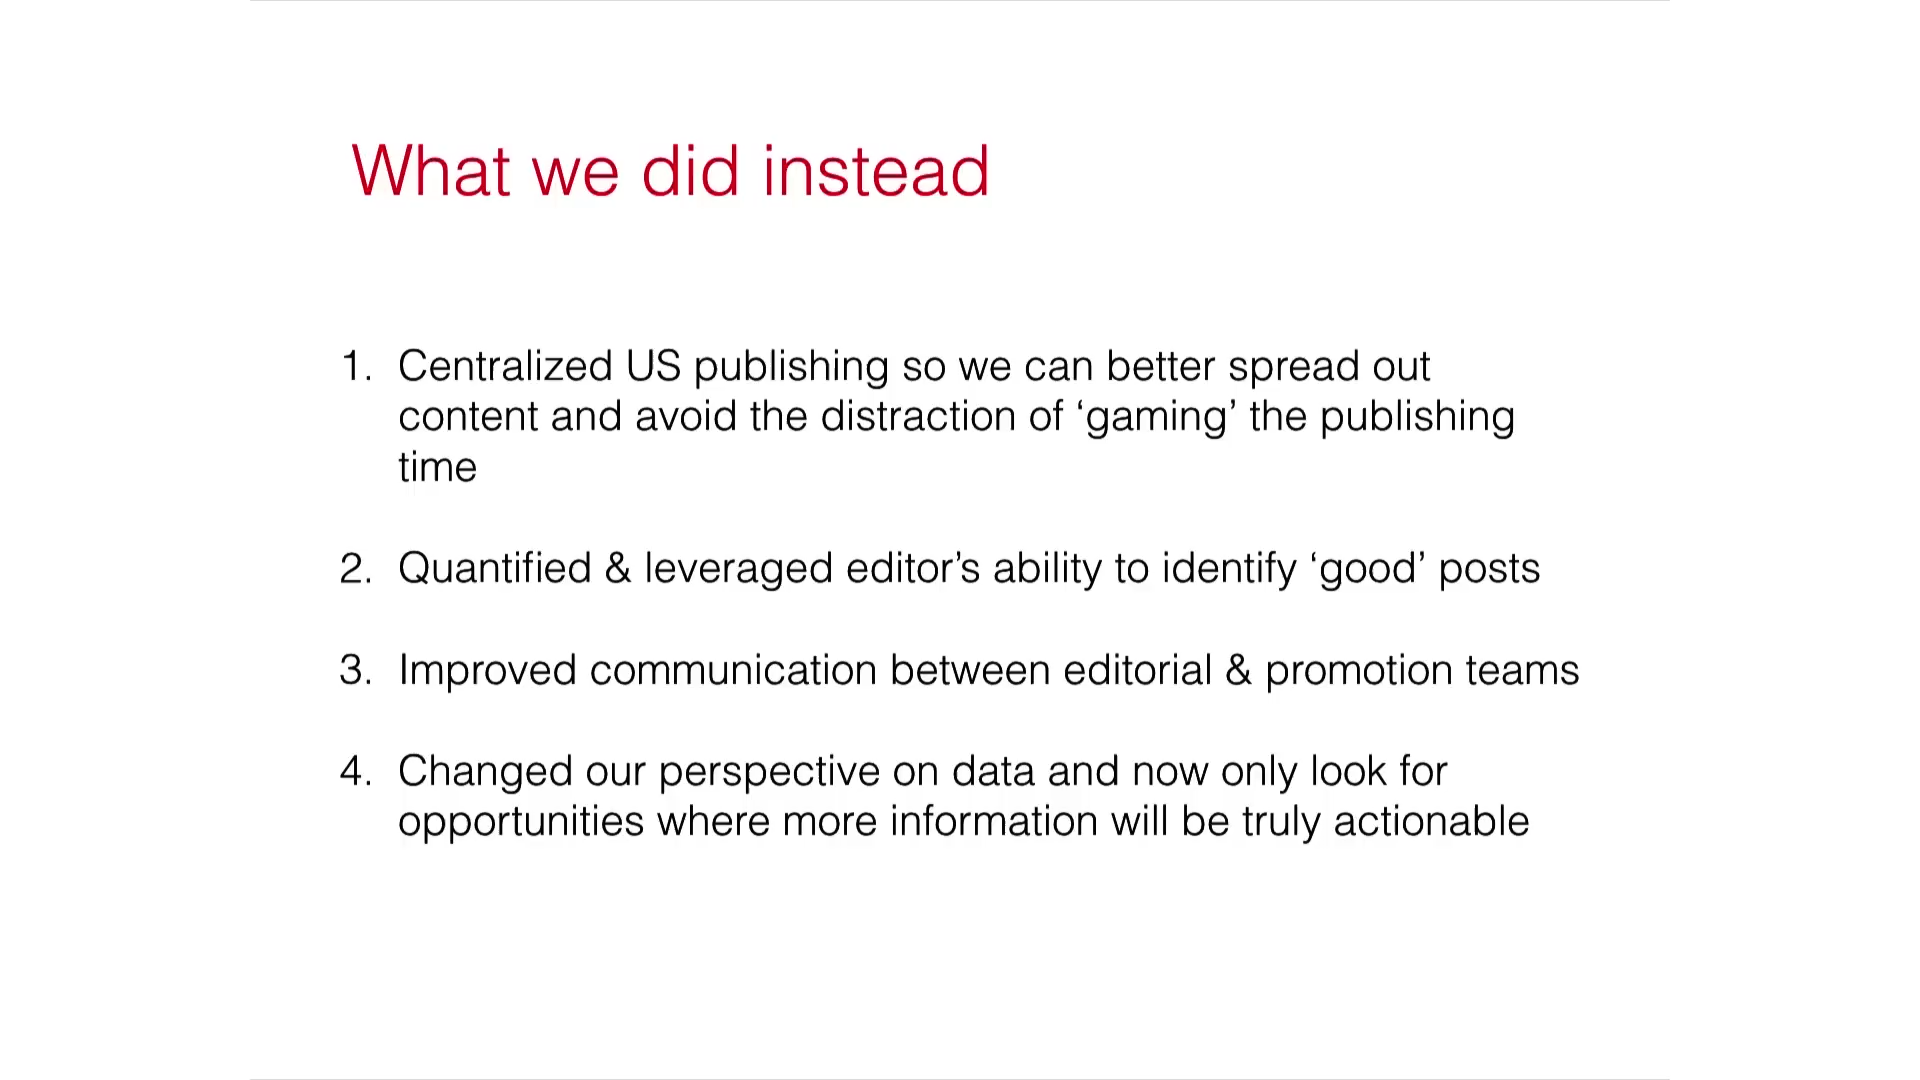 What we did instead
1. Centralized US publishing so we can better spread out
content and avoid the distraction of ‘gaming’ the publishing
time
2. Quantified & leveraged editor’s ability to identify ‘good’ posts
3. Improved communication between editorial & promotion teams
4. Changed our perspective on data and now only look for
opportunities where more information will be truly actionable